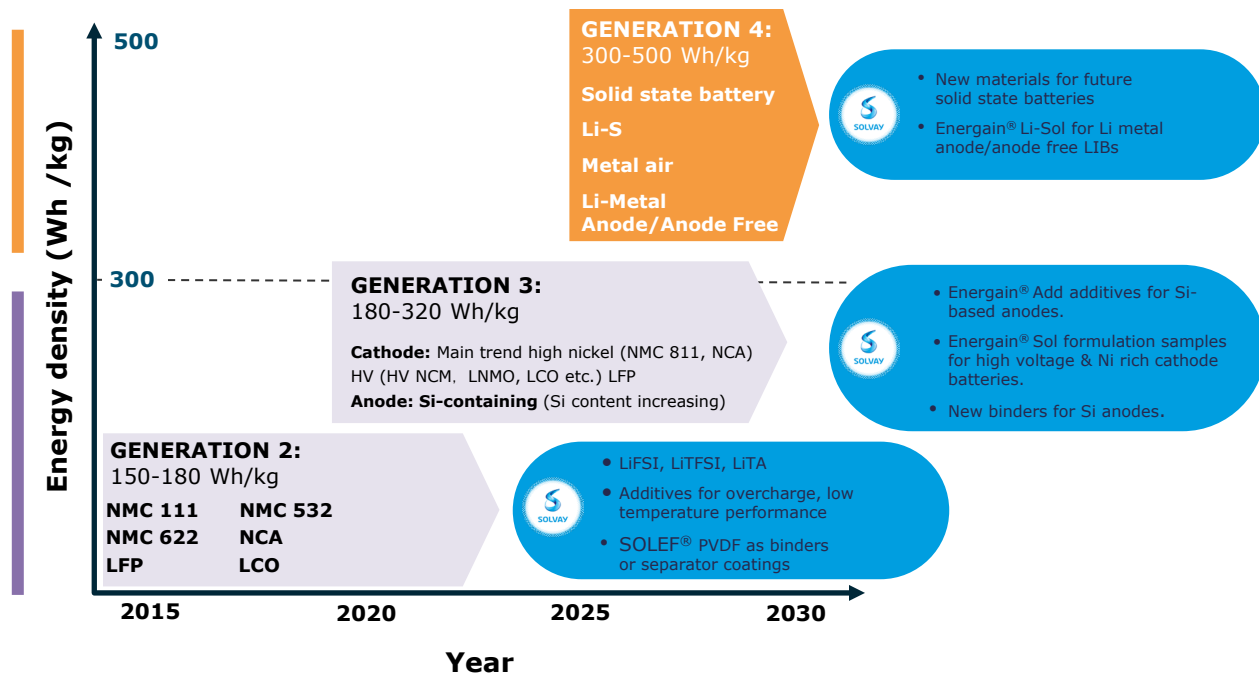 Energy density (Wh /kg)
500
300
GENERATION 4:
300-500 Wh/kg
Solid state battery
Li-S
Metal air
Li-Metal
Anode/Anode Free
SOLVAY
• New materials for future
solid state batteries
• Energain® Li-Sol for Li metal
anode/anode free LIBs
GENERATION 3:
180-320 Wh/kg
Cathode: Main trend high nickel (NMC 811, NCA)
HV (HV NCM, LNMO, LCO etc.) LFP
Anode: Si-containing (Si content increasing)
SOLVAY
• Energain® Add additives for Si-
based anodes.
• Energain® Sol formulation samples
for high voltage & Ni rich cathode
batteries.
• New binders for Si anodes.
GENERATION 2:
150-180 Wh/kg
NMC 111 NMC 532
NMC 622 NCA
LFP LCO
SOLVAY
• LiFSI, LiTFSI, LiTA
• Additives for overcharge, low
temperature performance
• SOLEF® PVDF as binders
or separator coatings
2015 2020 2025 2030
Year